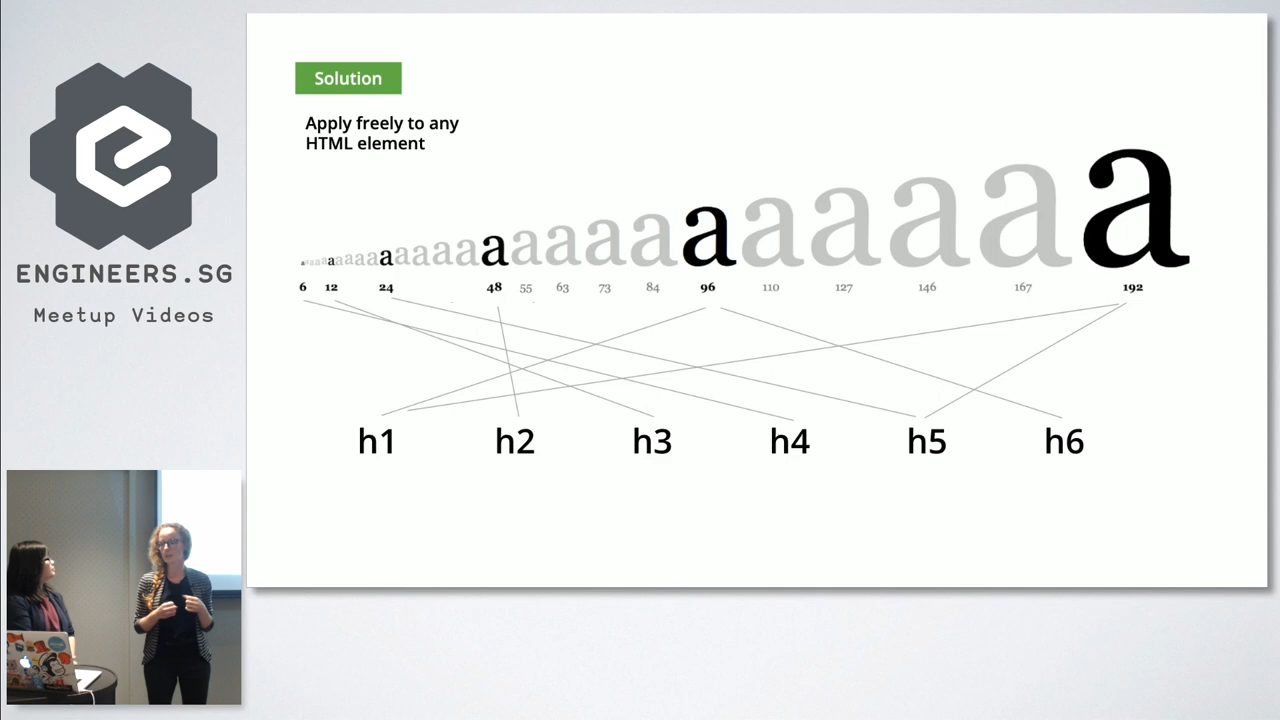 ENGINEERS.SG
Meetup Videos
Solution
Apply freely to any
HTML element
a a a a a a a a a a a a a a a a a a a a a
6 12 24 48 55 63 73 84 96 110 127 146 167 192
h1 h2 h3 h4 h5 h6